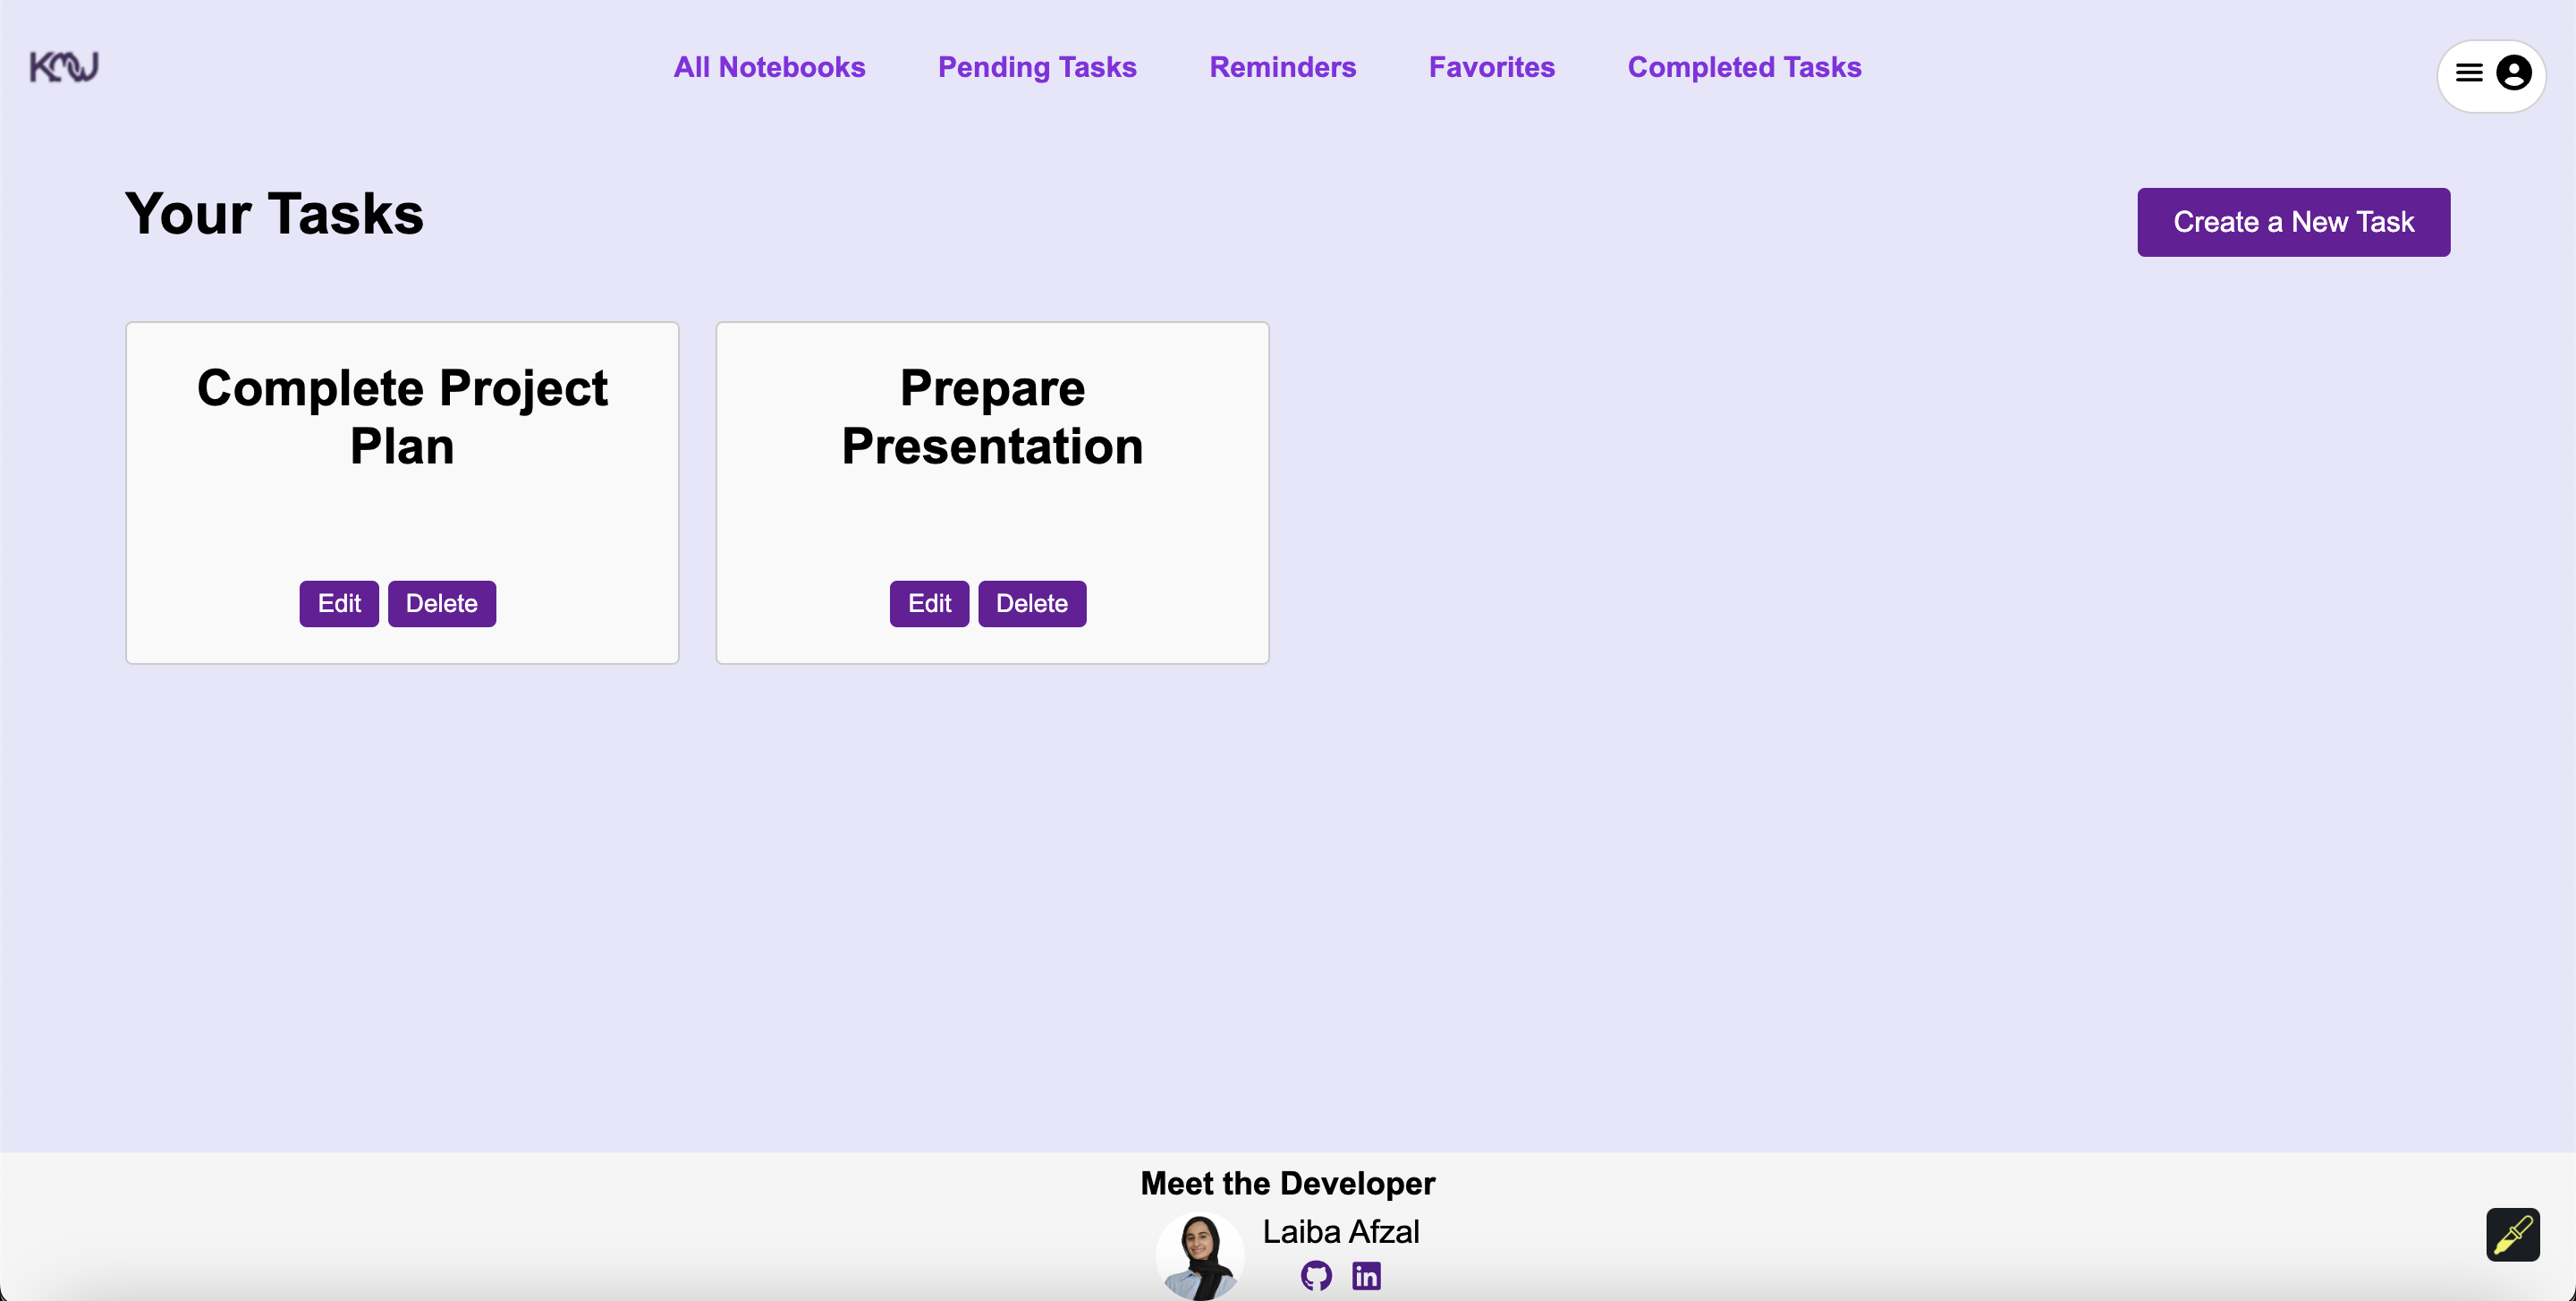 KNW
All Notebooks
Pending Tasks
Reminders
Favorites
Completed Tasks
Your Tasks
Create a New Task
Complete Project
Plan
Edit
Delete
Prepare
Presentation
Edit
Delete
Meet the Developer
Laiba Afzal
in